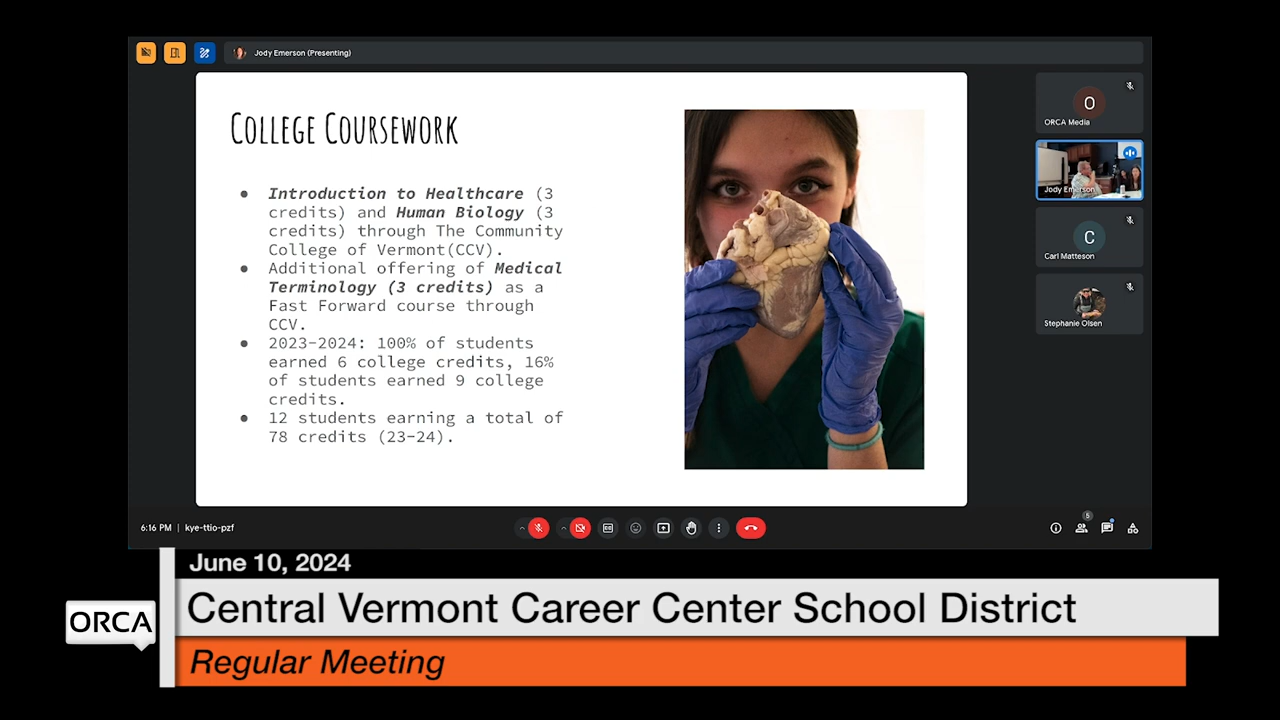 Jody Emerson (Presenting)
COLLEGE COURSEWORK
● Introduction to Healthcare (3
credits) and Human Biology (3
credits) through The Community
College of Vermont(CCV).
● Additional offering of Medical
Terminology (3 credits) as a
Fast Forward course through
CCV.
● 2023-2024: 100% of students
earned 6 college credits, 16%
of students earned 9 college
credits.
● 12 students earning a total of
78 credits (23-24).
O
ORCA Media
Jody Emerson
C
Carl Matteson
Stephanie Olsen
6:16 PM | kye-ttio-pzf
5
June 10, 2024
ORCA
Central Vermont Career Center School District
Regular Meeting